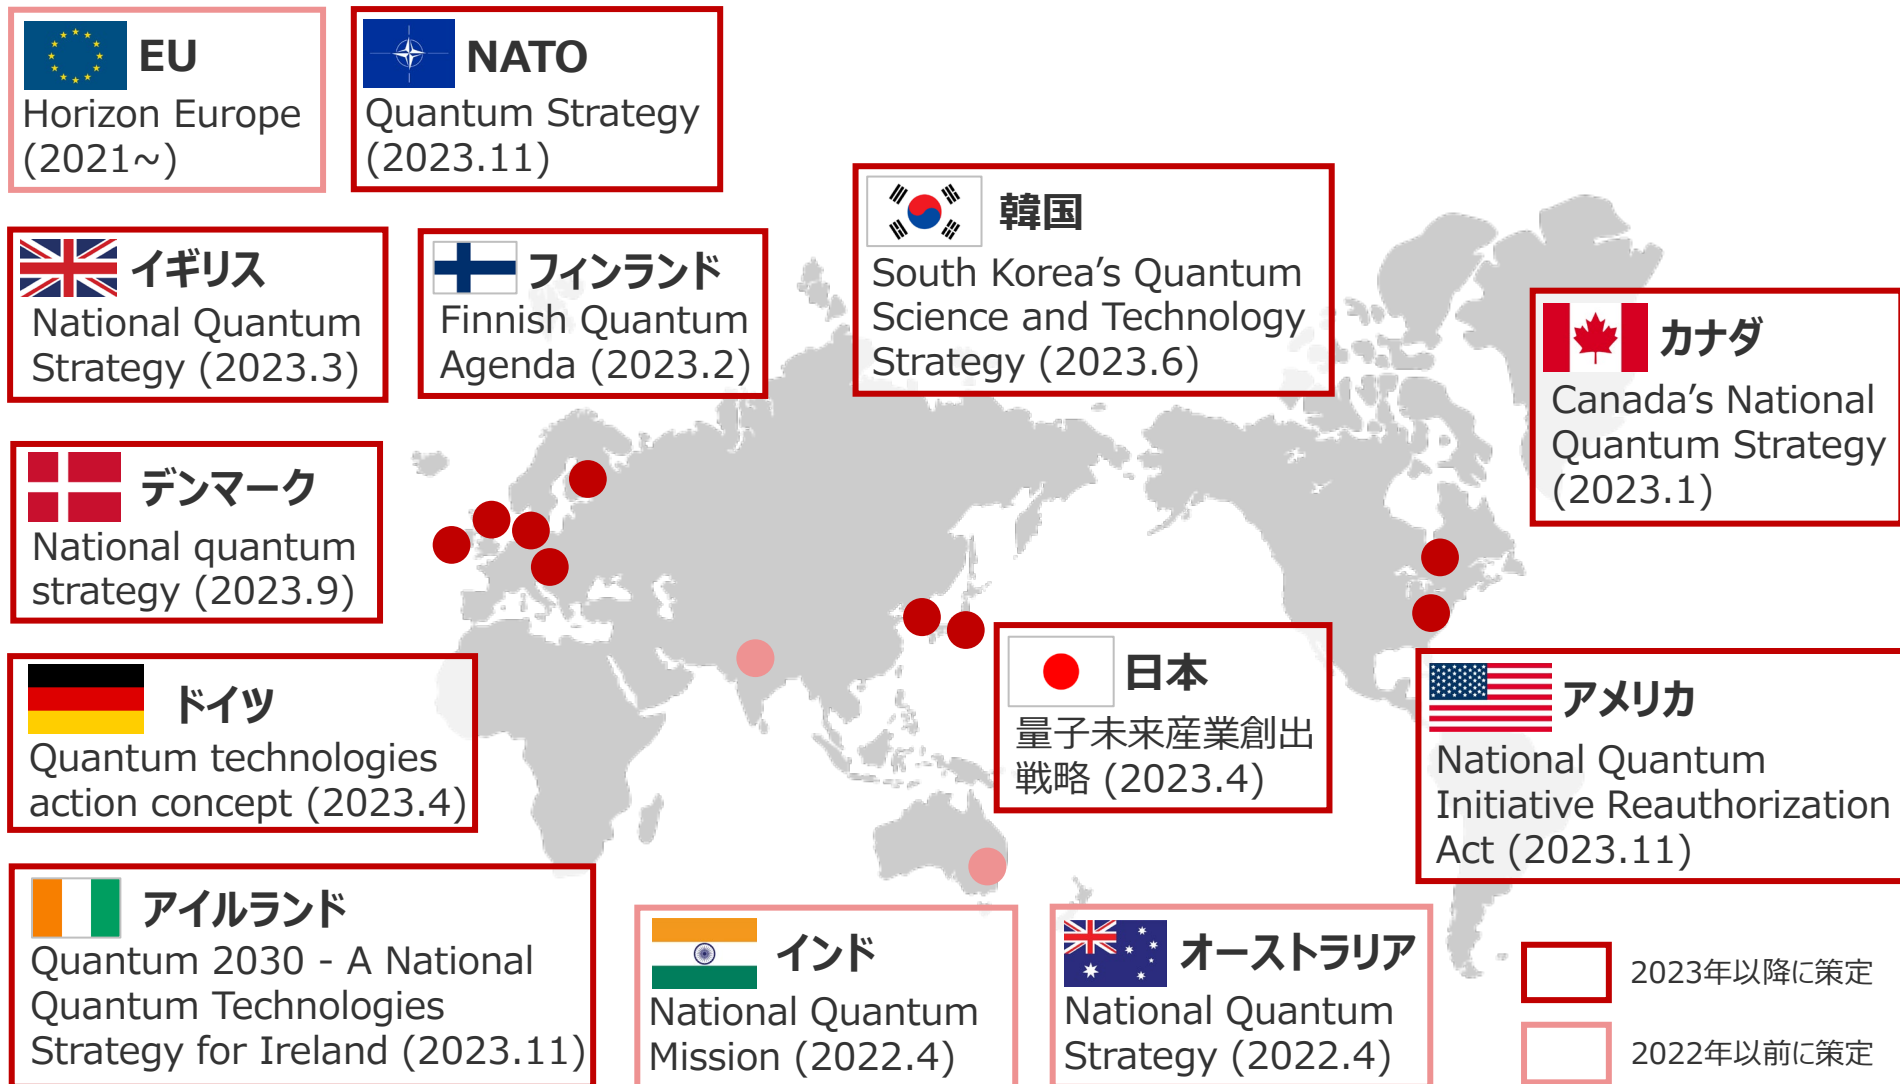 EU
Horizon Europe
(2021~)
NATO
Quantum Strategy
(2023.11)
韓国
South Korea’s Quantum
Science and Technology
Strategy (2023.6)
イギリス
National Quantum
Strategy (2023.3)
フィンランド
Finnish Quantum
Agenda (2023.2)
カナダ
Canada’s National
Quantum Strategy
(2023.1)
デンマーク
National quantum
strategy (2023.9)
ドイツ
Quantum technologies
action concept (2023.4)
日本
量子未来産業創出
戦略 (2023.4)
アメリカ
National Quantum
Initiative Reauthorization
Act (2023.11)
アイルランド
Quantum 2030 - A National
Quantum Technologies
Strategy for Ireland (2023.11)
インド
National Quantum
Mission (2022.4)
オーストラリア
National Quantum
Strategy (2022.4)
2023年以降に策定
2022年以前に策定